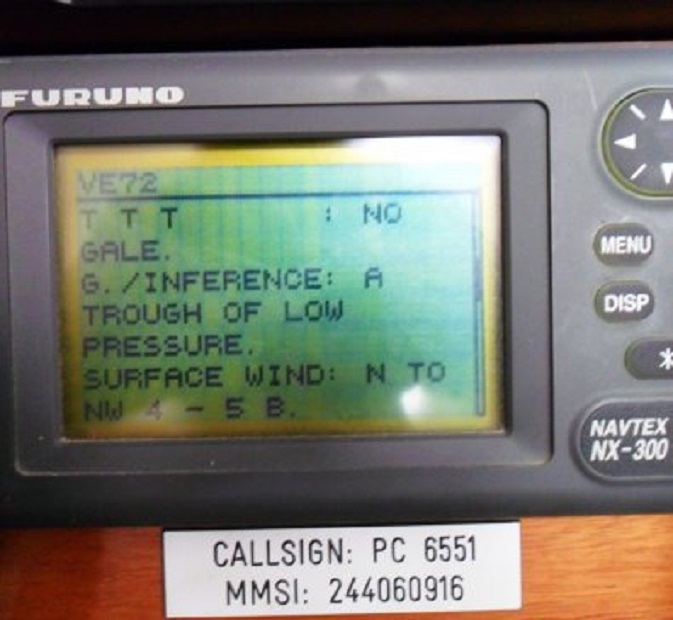 FURUNO
VE72
T T T : NO
GALE.
G./INFERENCE: A
TROUGH OF LOW
PRESSURE.
SURFACE WIND: N TO
NW 4 - 5 B.
MENU
DISP
*
NAVTEX
NX-300
CALLSIGN: PC 6551
MMSI: 244060916